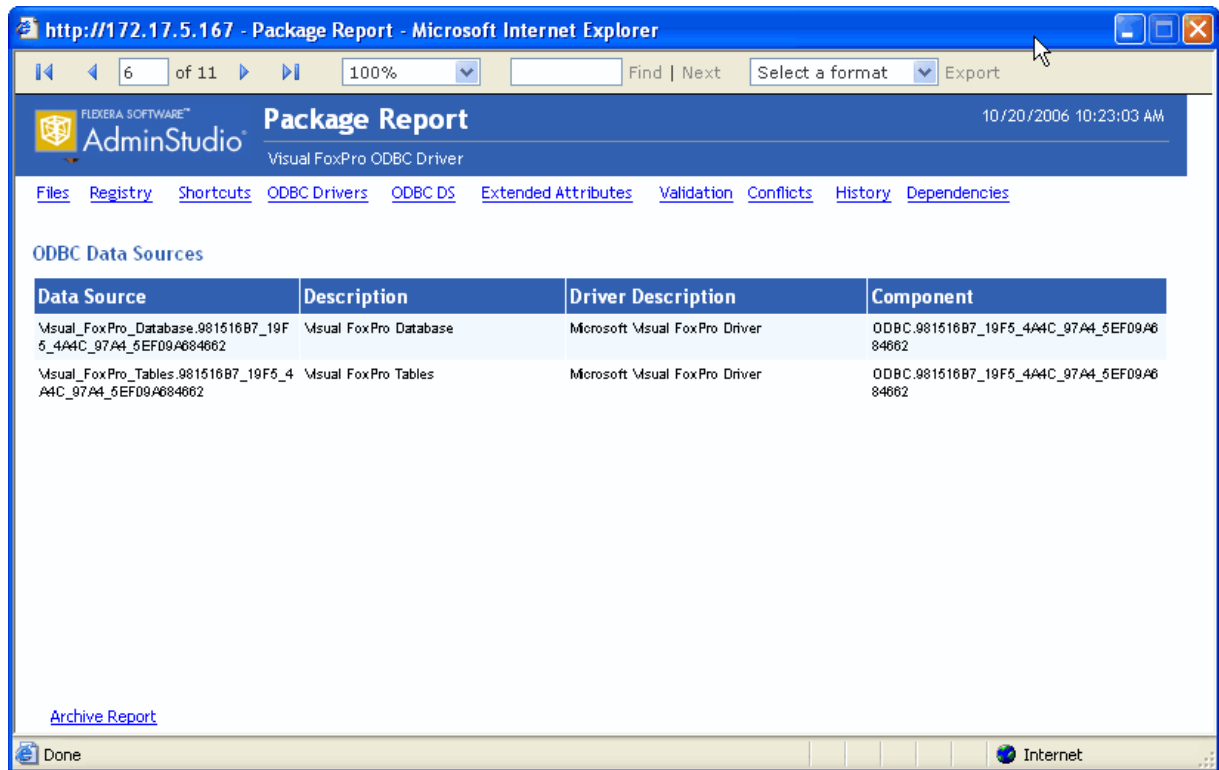 http://172.17.5.167 - Package Report - Microsoft Internet Explorer
6 of 11 100% Find | Next Select a format Export
FLEXERA SOFTWARE™
AdminStudio®
Package Report
10/20/2006 10:23:03 AM
Visual FoxPro ODBC Driver
Files Registry Shortcuts ODBC Drivers ODBC DS Extended Attributes Validation Conflicts History Dependencies
ODBC Data Sources
Data Source Description Driver Description Component
Visual_FoxPro_Database.981516B7_19F Visual FoxPro Database Microsoft Visual FoxPro Driver ODBC.981516B7_19F5_4A4C_97A4_5EF09A6
5_4A4C_97A4_5EF09A684662 84662
Visual_FoxPro_Tables.981516B7_19F5_4 Visual FoxPro Tables Microsoft Visual FoxPro Driver ODBC.981516B7_19F5_4A4C_97A4_5EF09A6
A4C_97A4_5EF09A684662 84662
Archive Report
Done Internet